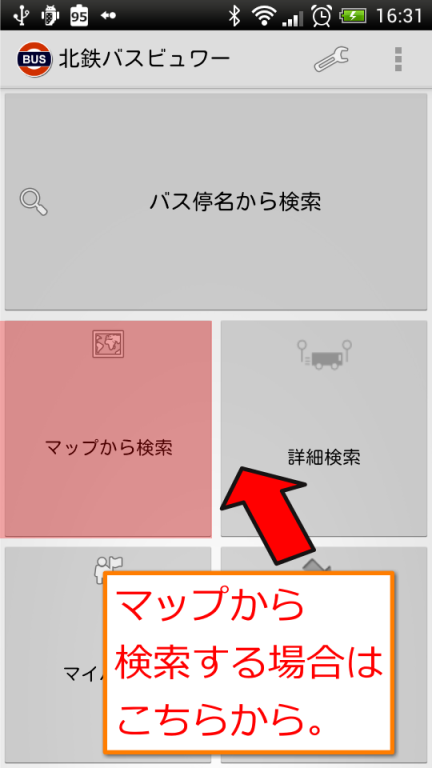 95
16:31
BUS
北鉄バスビュワー
バス停名から検索
マップから検索
詳細検索
マイ
マップから
検索する場合は
こちらから。